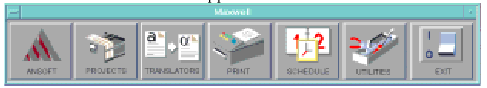 Maxwell
ANSOFT PROJECTS TRANSLATORS PRINT SCHEDULE UTILITIES EXIT